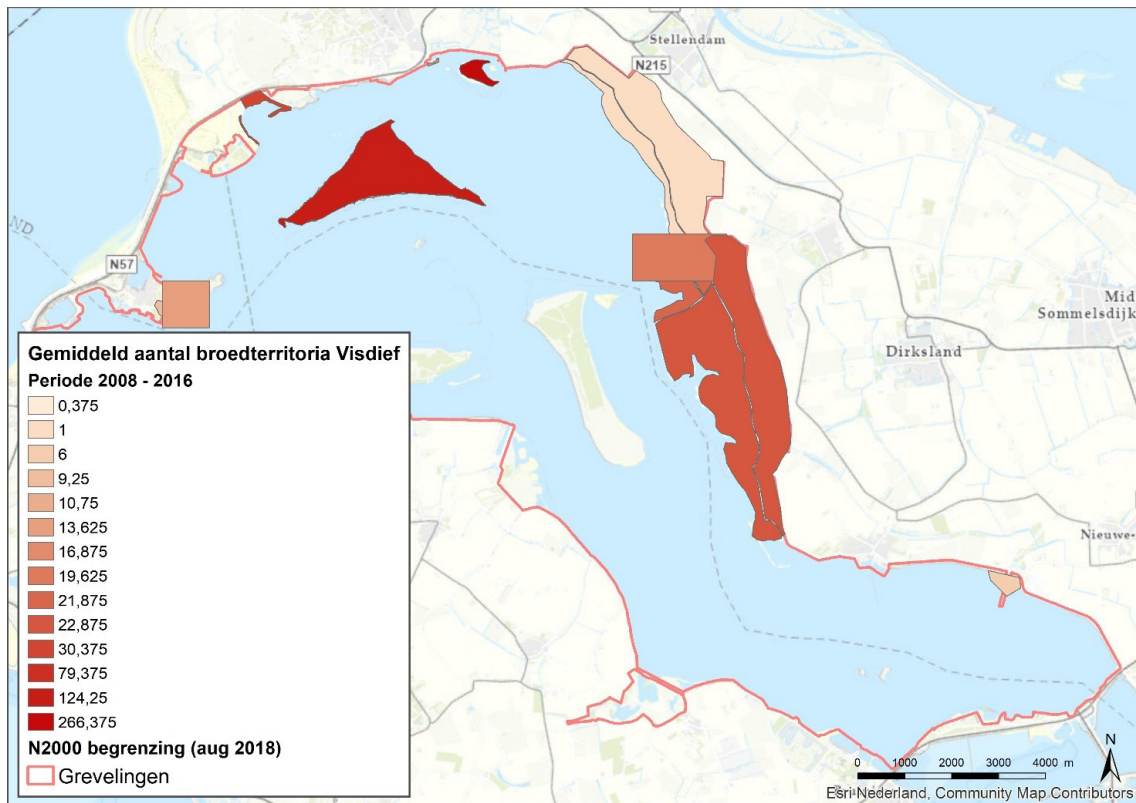 Stellendam
N215
ND
N57
Mid
Sommelsdijk
Dirksland
Nieuwe-
Gemiddeld aantal broedterritoria Visdief
Periode 2008 - 2016
0,375
1
6
9,25
10,75
13,625
16,875
19,625
21,875
22,875
30,375
79,375
124,25
266,375
N2000 begrenzing (aug 2018)
Grevelingen
N
0 1000 2000 3000 4000 m
Esri Nederland, Community Map Contributors